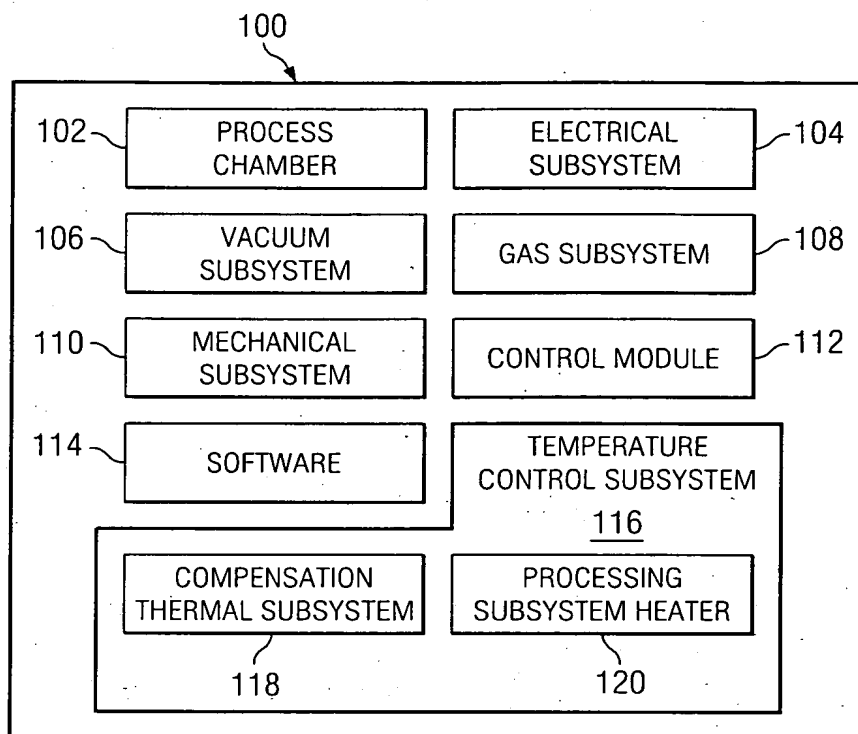 100
102
PROCESS
CHAMBER
ELECTRICAL
SUBSYSTEM
104
106
VACUUM
SUBSYSTEM
GAS SUBSYSTEM
108
110
MECHANICAL
SUBSYSTEM
CONTROL MODULE
112
114
SOFTWARE
TEMPERATURE
CONTROL SUBSYSTEM
116
COMPENSATION
THERMAL SUBSYSTEM
PROCESSING
SUBSYSTEM HEATER
118
120